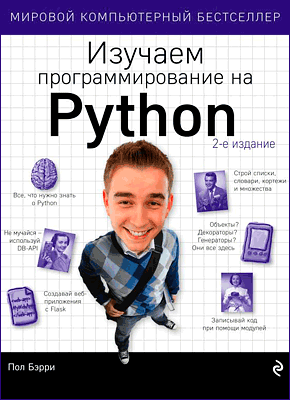 МИРОВОЙ КОМПЬЮТЕРНЫЙ БЕСТСЕЛЛЕР
Изучаем
программирование на
Python
2-е издание
Все, что нужно знать
о Python
Строй списки,
словари, кортежи
и множества
Не мучайся –
используй
DB-API
Объекты?
Декораторы?
Генераторы?
Они все здесь
Создавай веб-
приложения
с Flask
Записывай код
при помощи модулей
Пол Бэрри